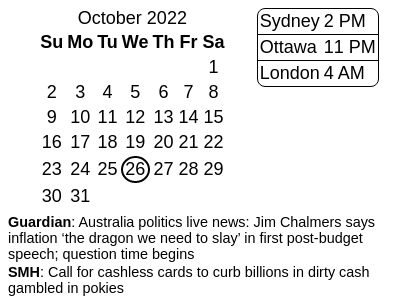 October 2022
Su Mo Tu We Th Fr Sa
1
2 3 4 5 6 7 8
9 10 11 12 13 14 15
16 17 18 19 20 21 22
23 24 25 26 27 28 29
30 31
Sydney 2 PM
Ottawa 11 PM
London 4 AM
Guardian: Australia politics live news: Jim Chalmers says
inflation ‘the dragon we need to slay’ in first post-budget
speech; question time begins
SMH: Call for cashless cards to curb billions in dirty cash
gambled in pokies